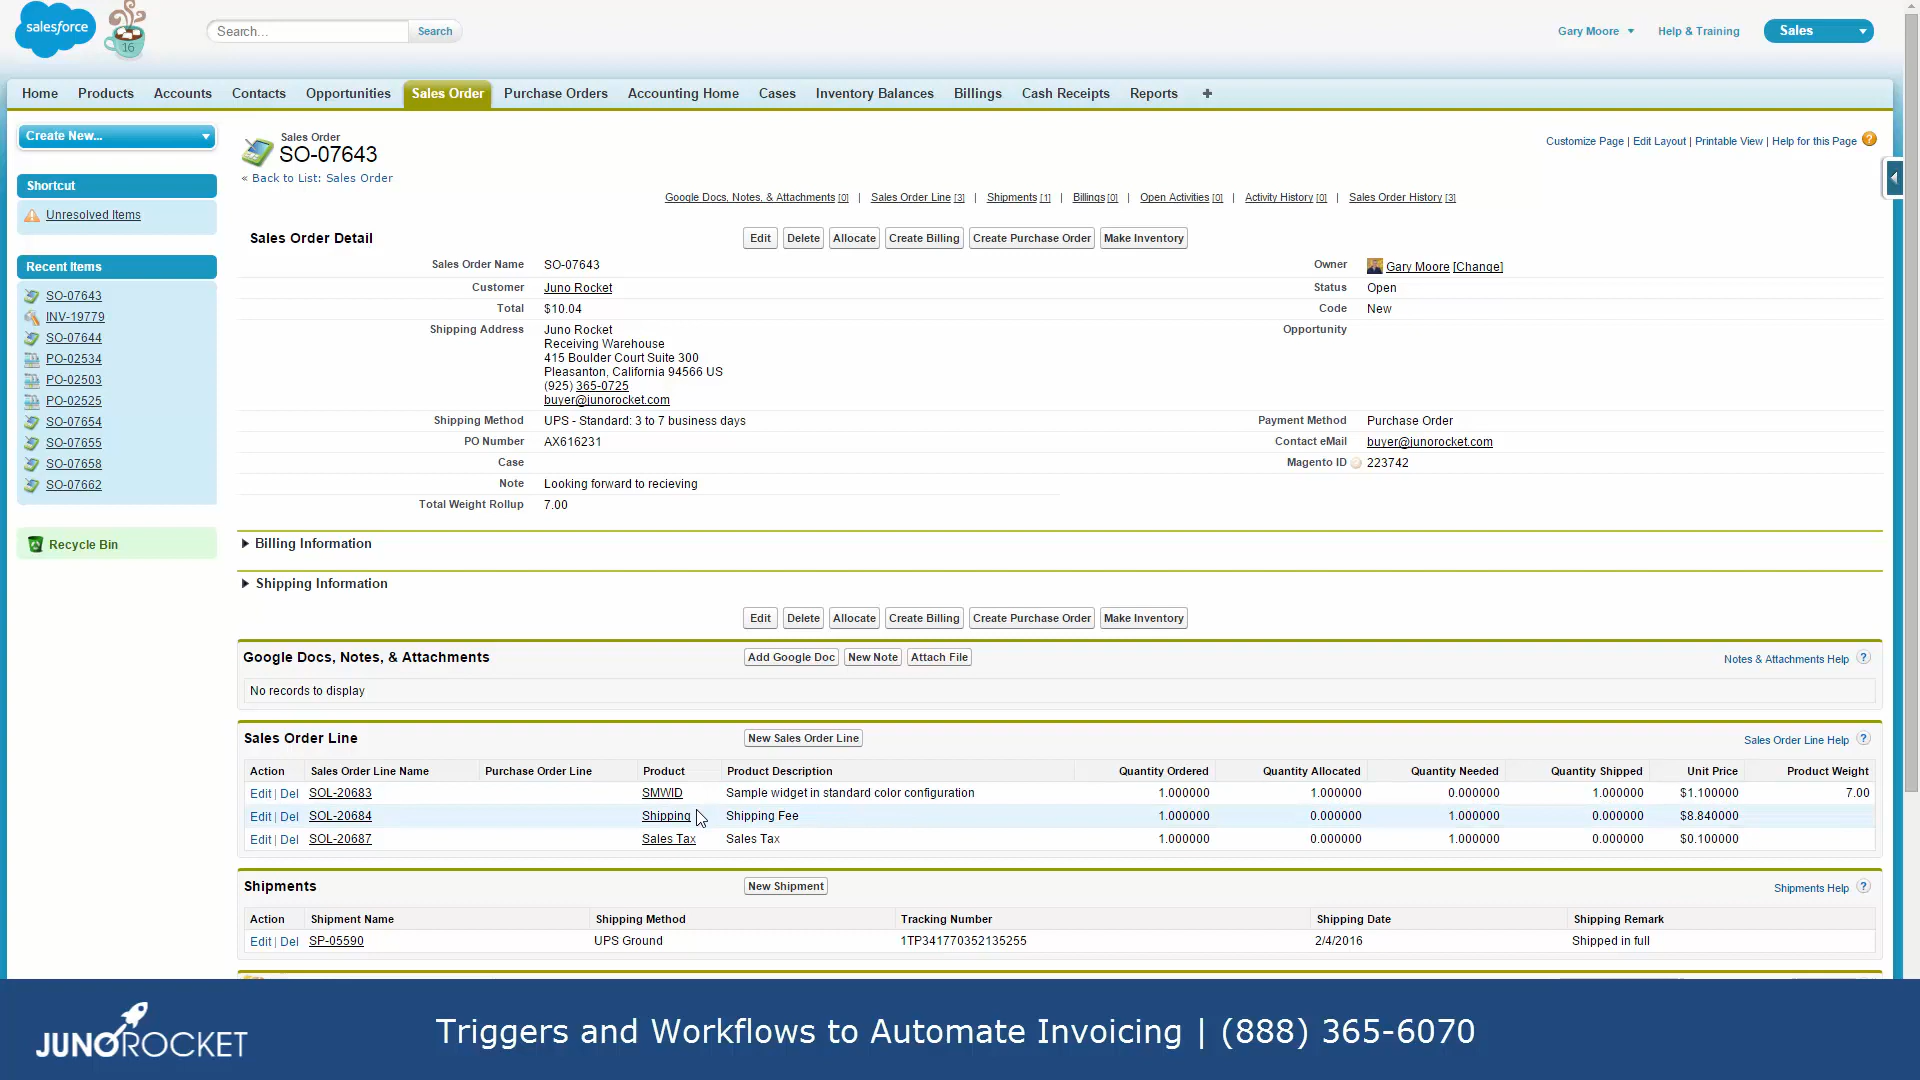 salesforce
16
Search...
Search
Gary Moore
Help & Training
Sales
Home Products Accounts Contacts Opportunities Sales Order Purchase Orders Accounting Home Cases Inventory Balances Billings Cash Receipts Reports +
Create New...
Shortcut
Unresolved Items
Recent Items
SO-07643
INV-19779
SO-07644
PO-02534
PO-02503
PO-02525
SO-07654
SO-07655
SO-07658
SO-07662
Recycle Bin
Sales Order
SO-07643
« Back to List: Sales Order
Customize Page | Edit Layout | Printable View | Help for this Page ?
Google Docs, Notes, & Attachments [0] | Sales Order Line [3] | Shipments [1] | Billings [0] | Open Activities [0] | Activity History [0] | Sales Order History [3]
Sales Order Detail
Edit Delete Allocate Create Billing Create Purchase Order Make Inventory
Sales Order Name SO-07643 Owner Gary Moore [Change]
Customer Juno Rocket Status Open
Total $10.04 Code New
Shipping Address Juno Rocket Opportunity
Receiving Warehouse
415 Boulder Court Suite 300
Pleasanton, California 94566 US
(925) 365-0725
buyer@junorocket.com
Shipping Method UPS - Standard: 3 to 7 business days Payment Method Purchase Order
PO Number AX616231 Contact eMail buyer@junorocket.com
Case Magento ID 223742
Note Looking forward to recieving
Total Weight Rollup 7.00
Billing Information
Shipping Information
Edit Delete Allocate Create Billing Create Purchase Order Make Inventory
Google Docs, Notes, & Attachments Add Google Doc New Note Attach File Notes & Attachments Help ?
No records to display
Sales Order Line New Sales Order Line Sales Order Line Help ?
Action Sales Order Line Name Purchase Order Line Product Product Description Quantity Ordered Quantity Allocated Quantity Needed Quantity Shipped Unit Price Product Weight
Edit | Del SOL-20683 SMWID Sample widget in standard color configuration 1.000000 1.000000 0.000000 1.000000 $1.100000 7.00
Edit | Del SOL-20684 Shipping Shipping Fee 1.000000 0.000000 1.000000 0.000000 $8.840000
Edit | Del SOL-20687 Sales Tax Sales Tax 1.000000 0.000000 1.000000 0.000000 $0.100000
Shipments New Shipment Shipments Help ?
Action Shipment Name Shipping Method Tracking Number Shipping Date Shipping Remark
Edit | Del SP-05590 UPS Ground 1TP341770352135255 2/4/2016 Shipped in full
JUNOROCKET
Triggers and Workflows to Automate Invoicing | (888) 365-6070